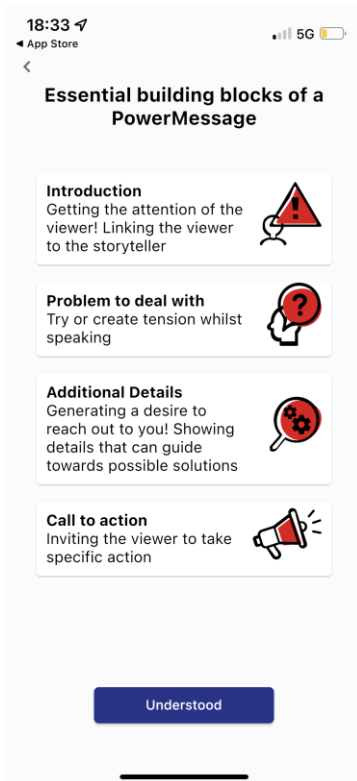 18:33
5G
◀ App Store
Essential building blocks of a
PowerMessage
Introduction
Getting the attention of the
viewer! Linking the viewer
to the storyteller
Problem to deal with
Try or create tension whilst
speaking
Additional Details
Generating a desire to
reach out to you! Showing
details that can guide
towards possible solutions
Call to action
Inviting the viewer to take
specific action
Understood